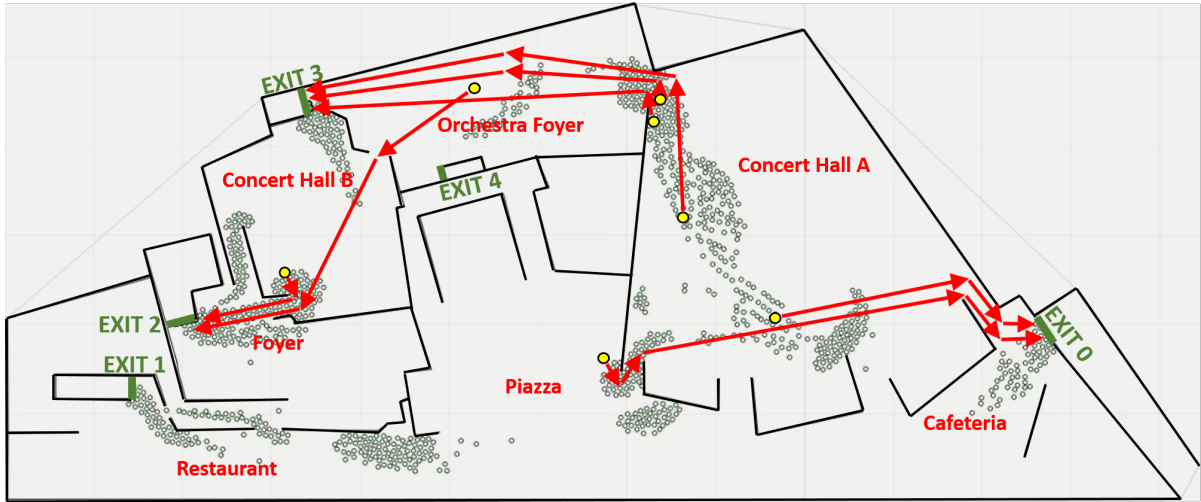 EXIT 3
Orchestra Foyer
Concert Hall A
Concert Hall B
EXIT 4
EXIT 2
Foyer
EXIT 0
EXIT 1
Piazza
Cafeteria
Restaurant